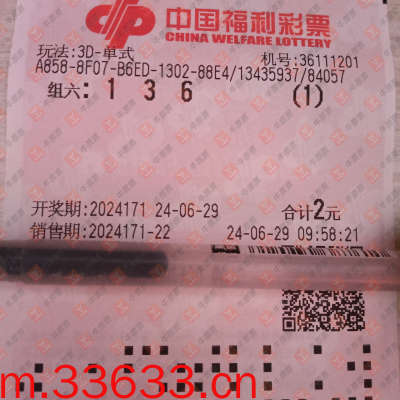 中国福利彩票
CHINA WELFARE LOTTERY
玩法:3D-单式 机号:36111201
A858-8F07-B6ED-1302-88E4/13435937/84057
组六: 1 3 6 (1)
开奖期:2024171 24-06-29 合计2元
销售期:2024171-22 24-06-29 09:58:21
m.33633.cn